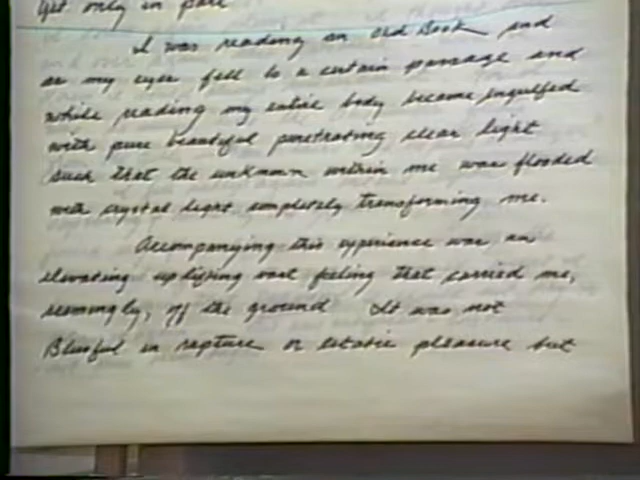 yet only in part
I was reading an old Book and
as my eyes fell to a certain passage and
while reading my entire body became engulfed
with pure beautiful penetrating clear light
such that the unknown within me was flooded
with crystal light completely transforming me.
Accompanying this experience was an
elevating uplifting vast feeling that carried me,
seemingly, off the ground It was not
Blissful in rapture or ecstatic pleasure but